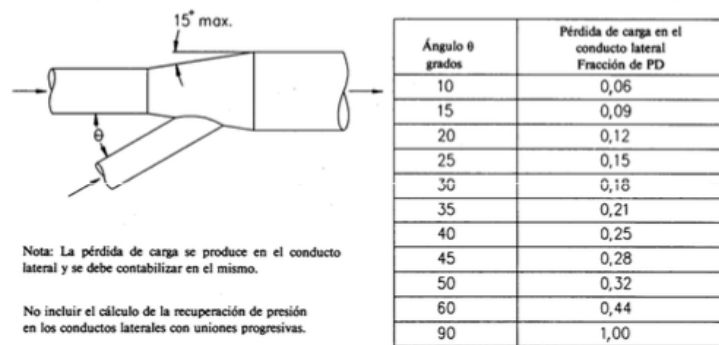 15° max.
θ
Nota: La pérdida de carga se produce en el conducto
lateral y se debe contabilizar en el mismo.
No incluir el cálculo de la recuperación de presión
en los conductos laterales con uniones progresivas.
Ángulo θ
grados
Pérdida de carga en el
conducto lateral
Fracción de PD
10 0,06
15 0,09
20 0,12
25 0,15
30 0,18
35 0,21
40 0,25
45 0,28
50 0,32
60 0,44
90 1,00